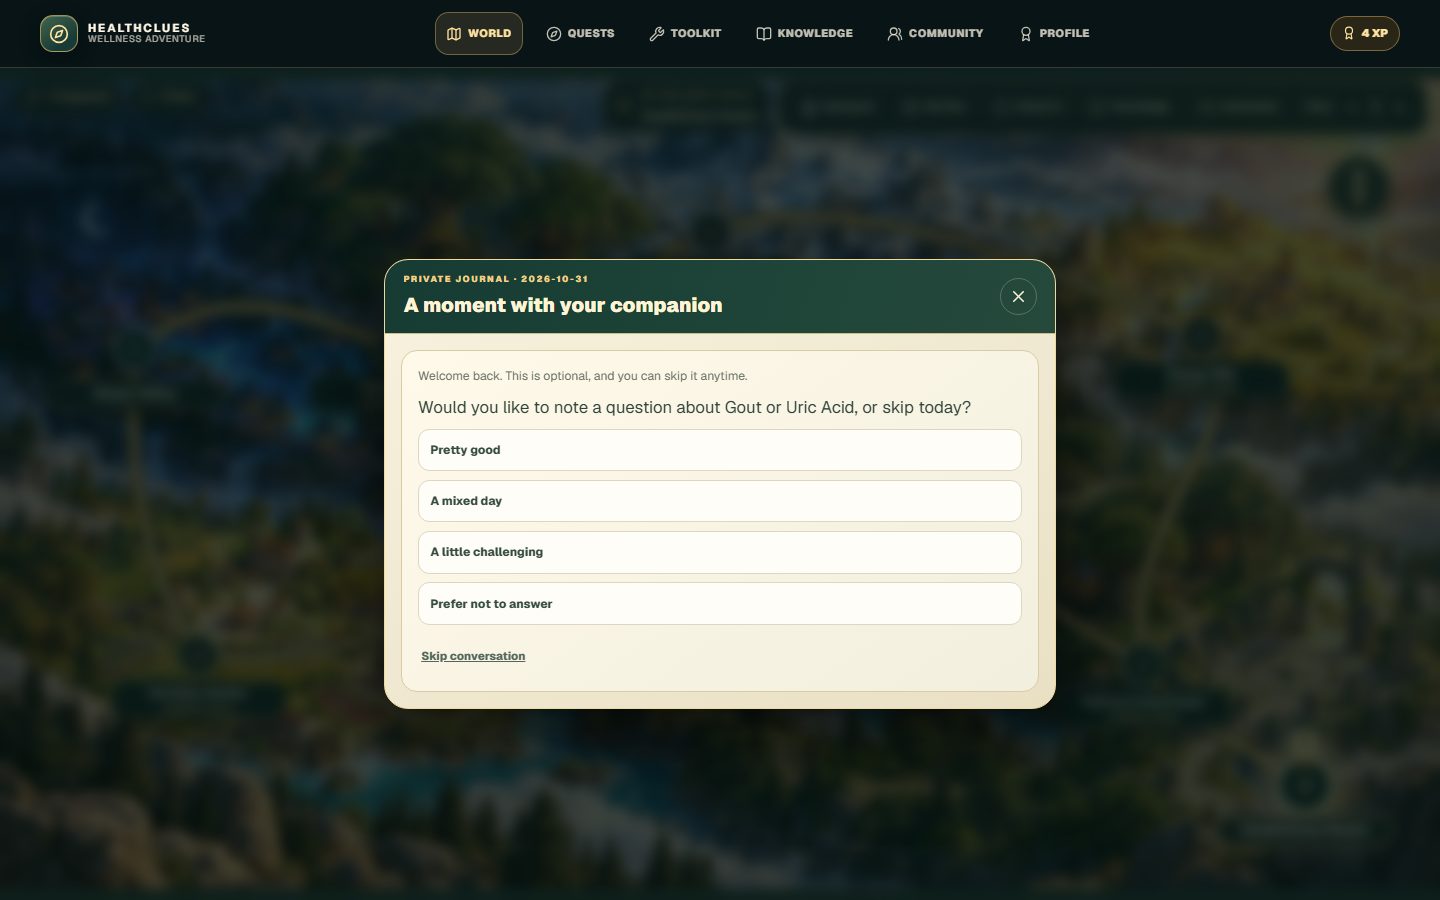 HEALTHCLUES
WELLNESS ADVENTURE
WORLD
QUESTS
TOOLKIT
KNOWLEDGE
COMMUNITY
PROFILE
4 XP
PRIVATE JOURNAL · 2026-10-31
A moment with your companion
Welcome back. This is optional, and you can skip it anytime.
Would you like to note a question about Gout or Uric Acid, or skip today?
Pretty good
A mixed day
A little challenging
Prefer not to answer
Skip conversation